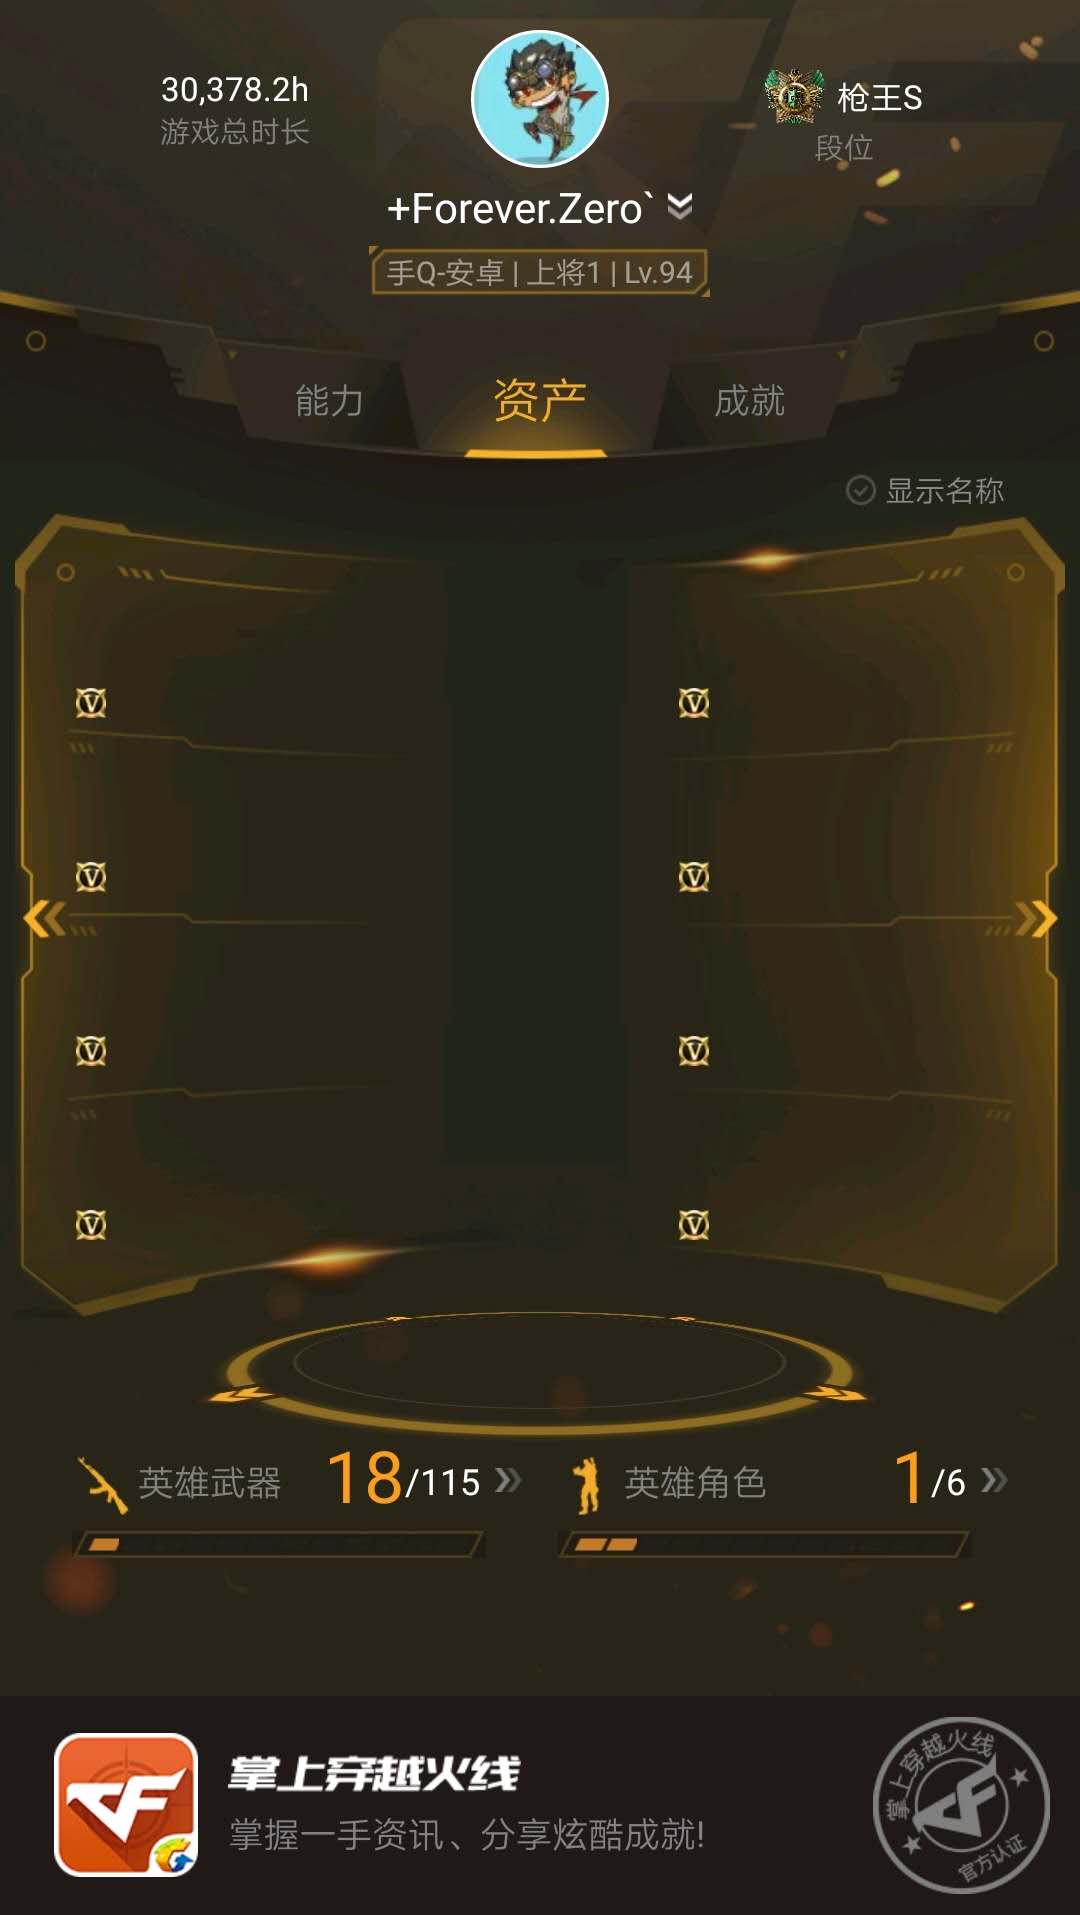 30,378.2h
游戏总时长
枪王S
段位
+Forever.Zero`
手Q-安卓 | 上将1 | Lv.94
能力
资产
成就
显示名称
V
V
V
V
V
V
V
V
英雄武器 18/115
英雄角色 1/6
CF
掌上穿越火线
掌握一手资讯、分享炫酷成就!
掌上穿越火线
CF
官方认证